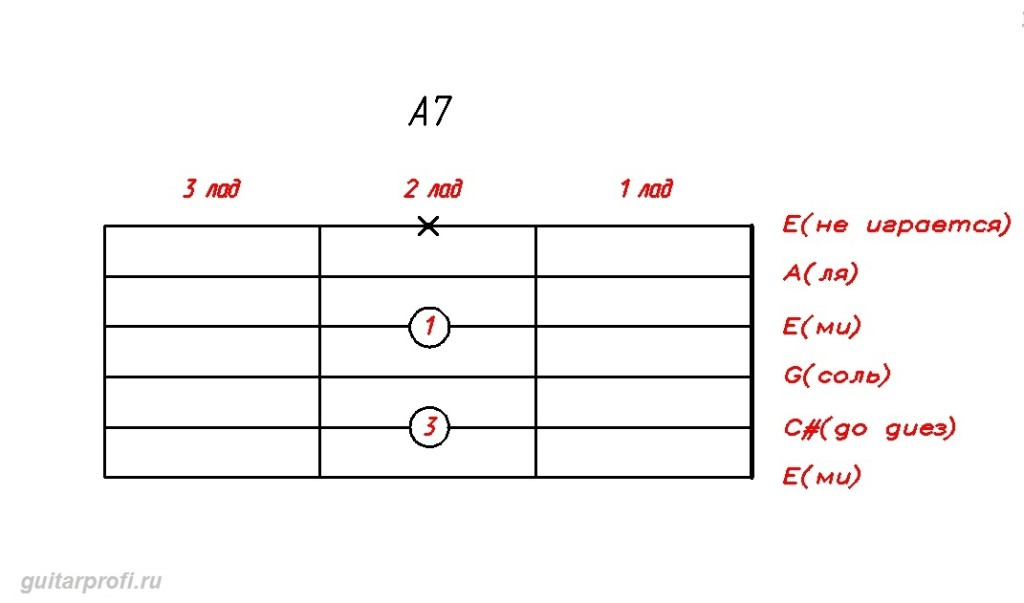 A7
3 лад 2 лад 1 лад
E(не играется)
A(ля)
1 E(ми)
G(соль)
3 C#(до диез)
E(ми)
guitarprofi.ru